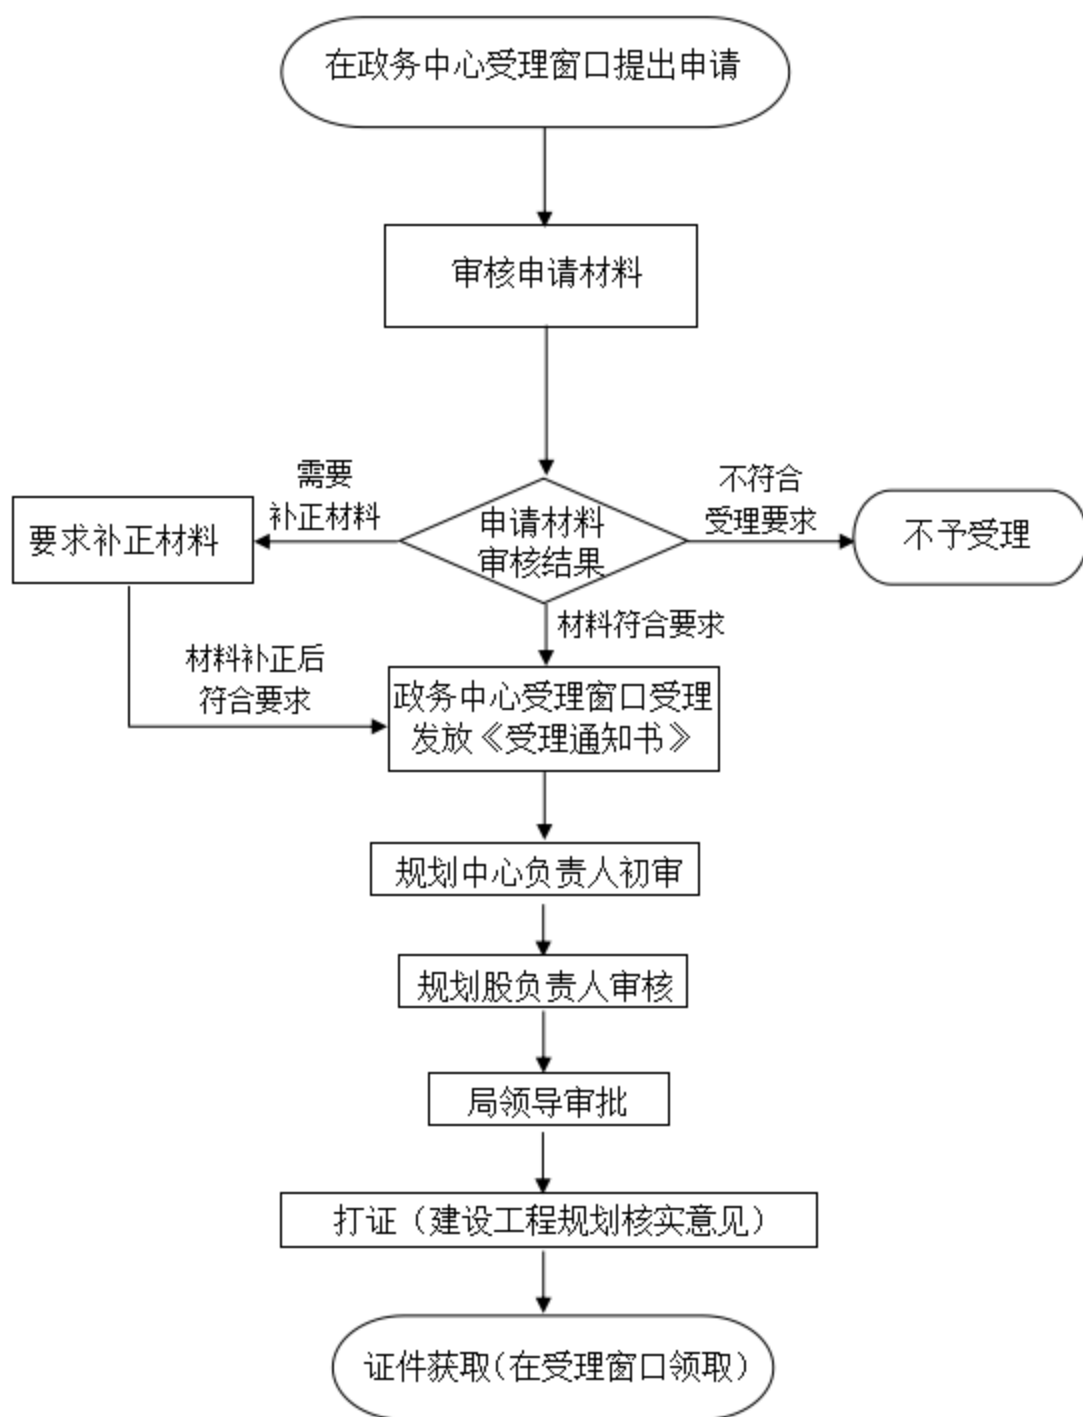 在政务中心受理窗口提出申请
审核申请材料
需要
补正材料
不符合
受理要求
要求补正材料
申请材料
审核结果
不予受理
材料符合要求
材料补正后
符合要求
政务中心受理窗口受理
发放《受理通知书》
规划中心负责人初审
规划股负责人审核
局领导审批
打证（建设工程规划核实意见）
证件获取(在受理窗口领取)